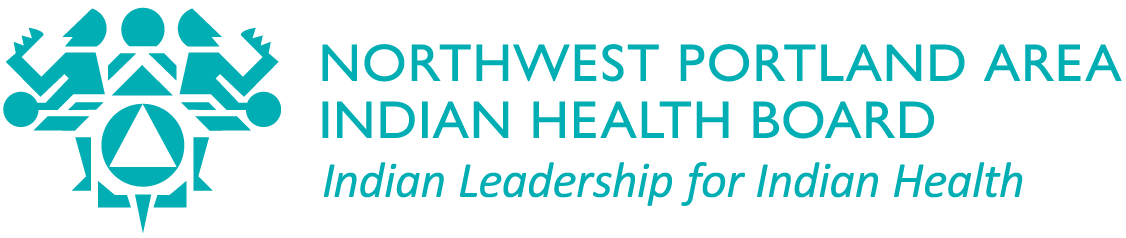 NORTHWEST PORTLAND AREA
INDIAN HEALTH BOARD
Indian Leadership for Indian Health